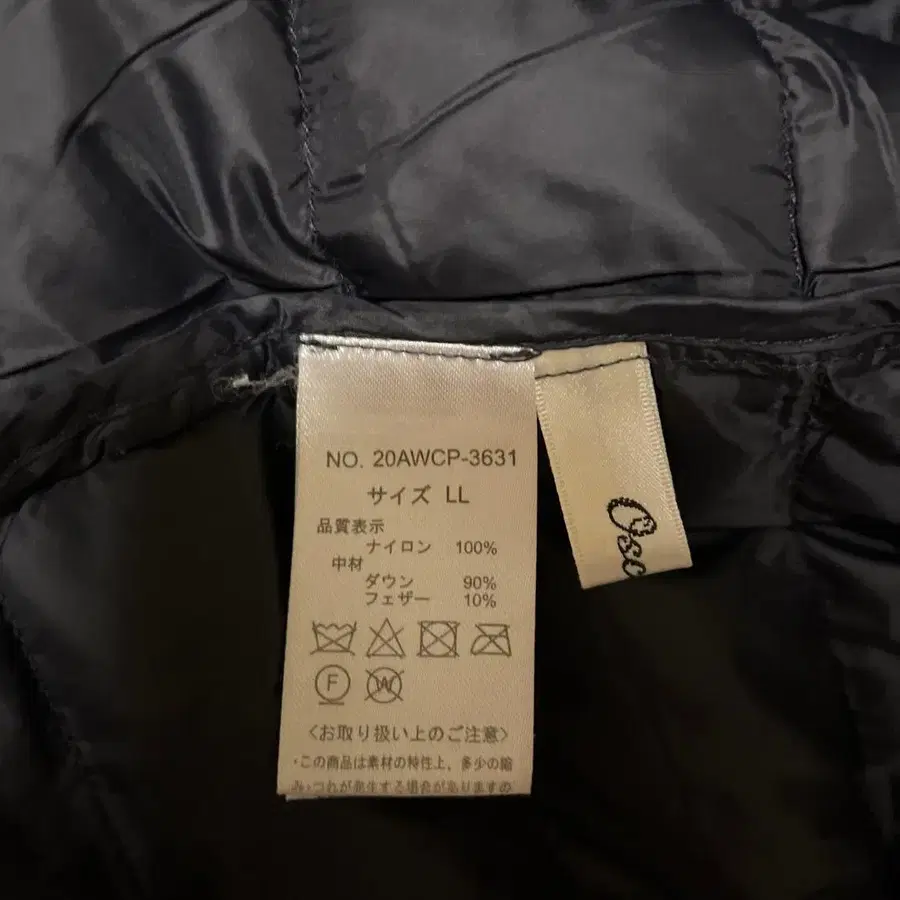 NO. 20AWCP-3631
サイズ LL
品質表示
ナイロン 100%
中材
ダウン 90%
フェザー 10%
F
W
<お取り扱い上のご注意>
・この商品は素材の特性上、多少の縮
み・つれが発生する場合がありますの
Osc